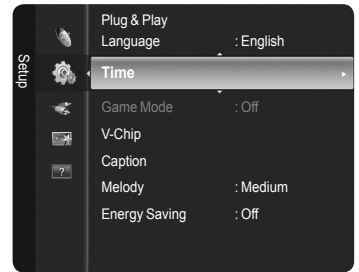 Setup
Plug & Play
Language : English
Time
Game Mode : Off
V-Chip
Caption
Melody : Medium
Energy Saving : Off
?